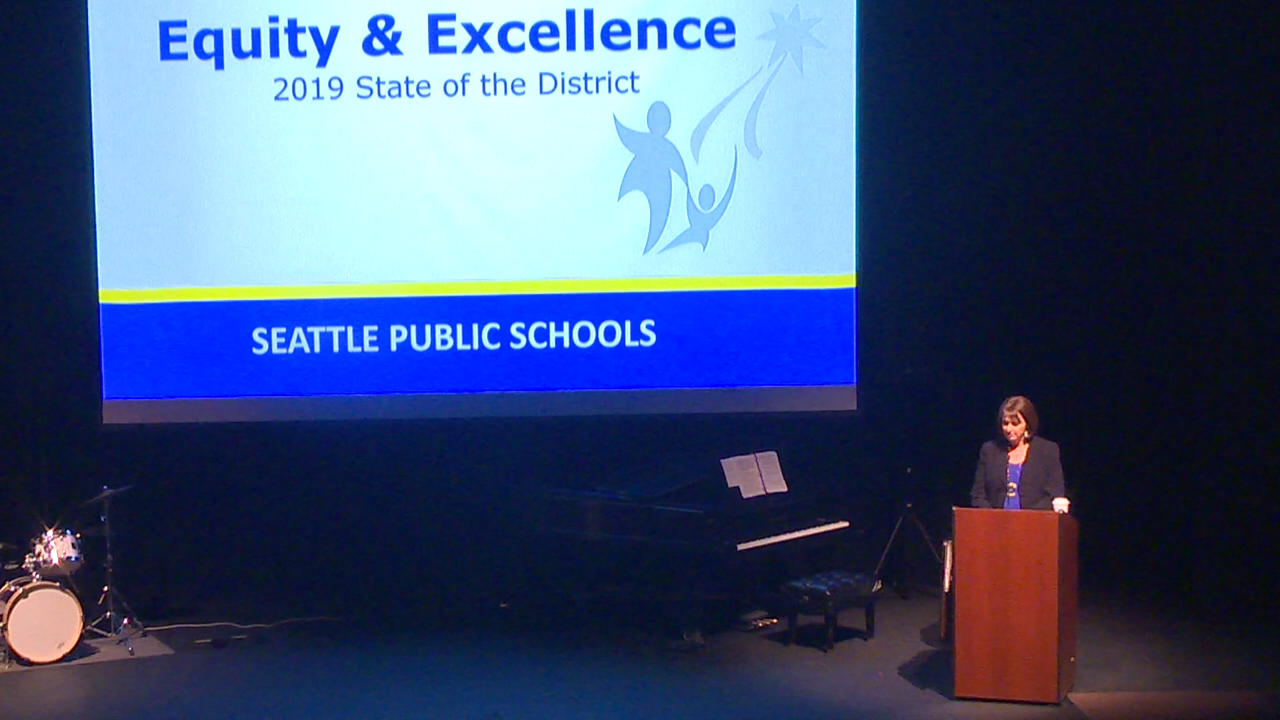 Equity & Excellence
2019 State of the District
SEATTLE PUBLIC SCHOOLS